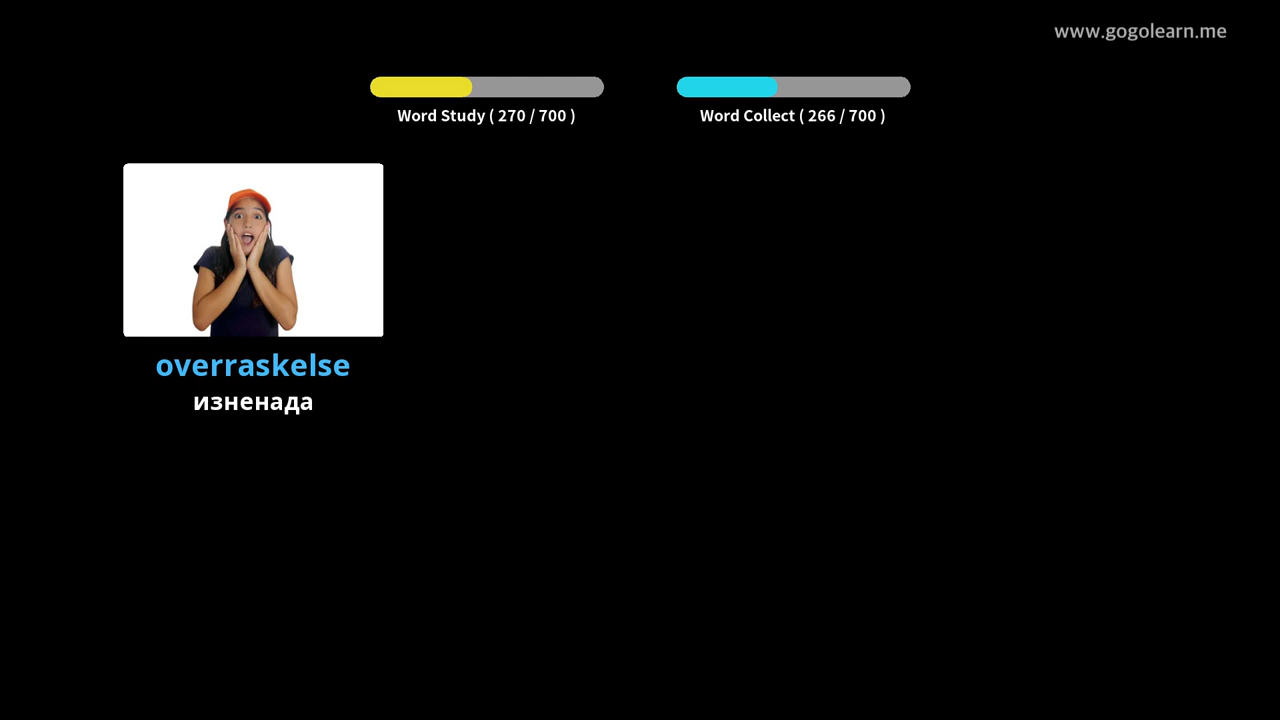 www.gogolearn.me
Word Study ( 270 / 700 )
Word Collect ( 266 / 700 )
overraskelse
изненада